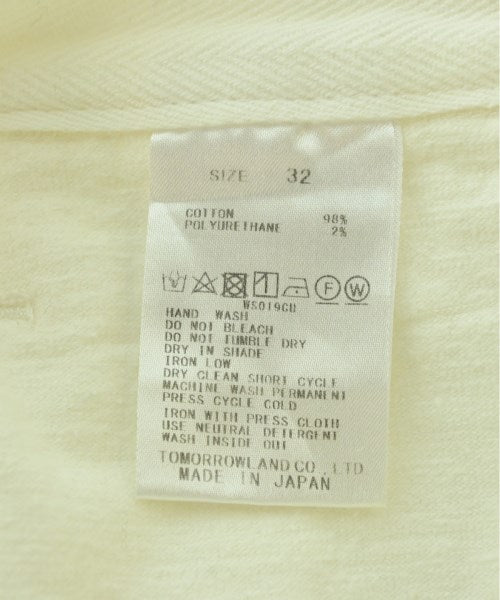 SIZE 32
COTTON 98%
POLYURETHANE 2%
F W
WS019GB
HAND WASH
DO NOT BLEACH
DO NOT TUMBLE DRY
DRY IN SHADE
IRON LOW
DRY CLEAN SHORT CYCLE
MACHINE WASH PERMANENT
PRESS CYCLE COLD
IRON WITH PRESS CLOTH
USE NEUTRAL DETERGENT
WASH INSIDE OUT
TOMORROWLAND CO.,LTD.
MADE IN JAPAN